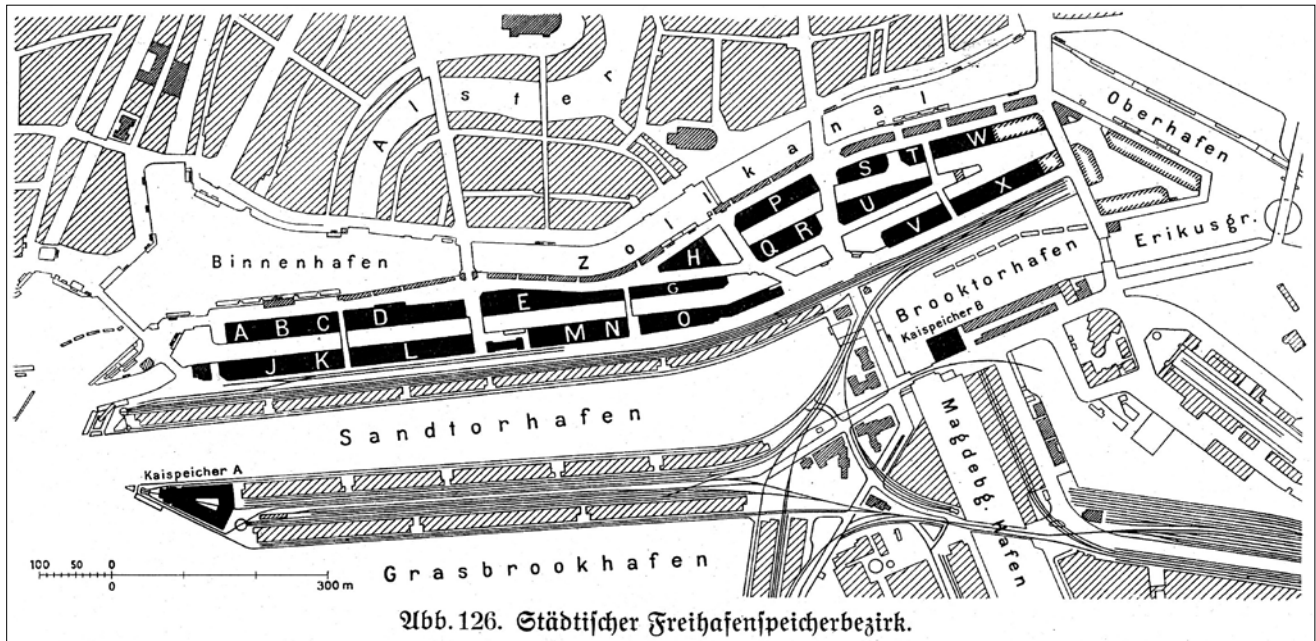 Alster
Zollkanal
Oberhafen
Binnenhafen
Erikusgr.
Brooktorhafen
Kaispeicher B
A B C D E G H
J K L M N O
P Q R S T U V W X
Sandtorhafen
Magdebg. Hafen
Kaispeicher A
Grasbrookhafen
100 50 0 300 m
Abb. 126. Städtischer Freihafenspeicherbezirk.